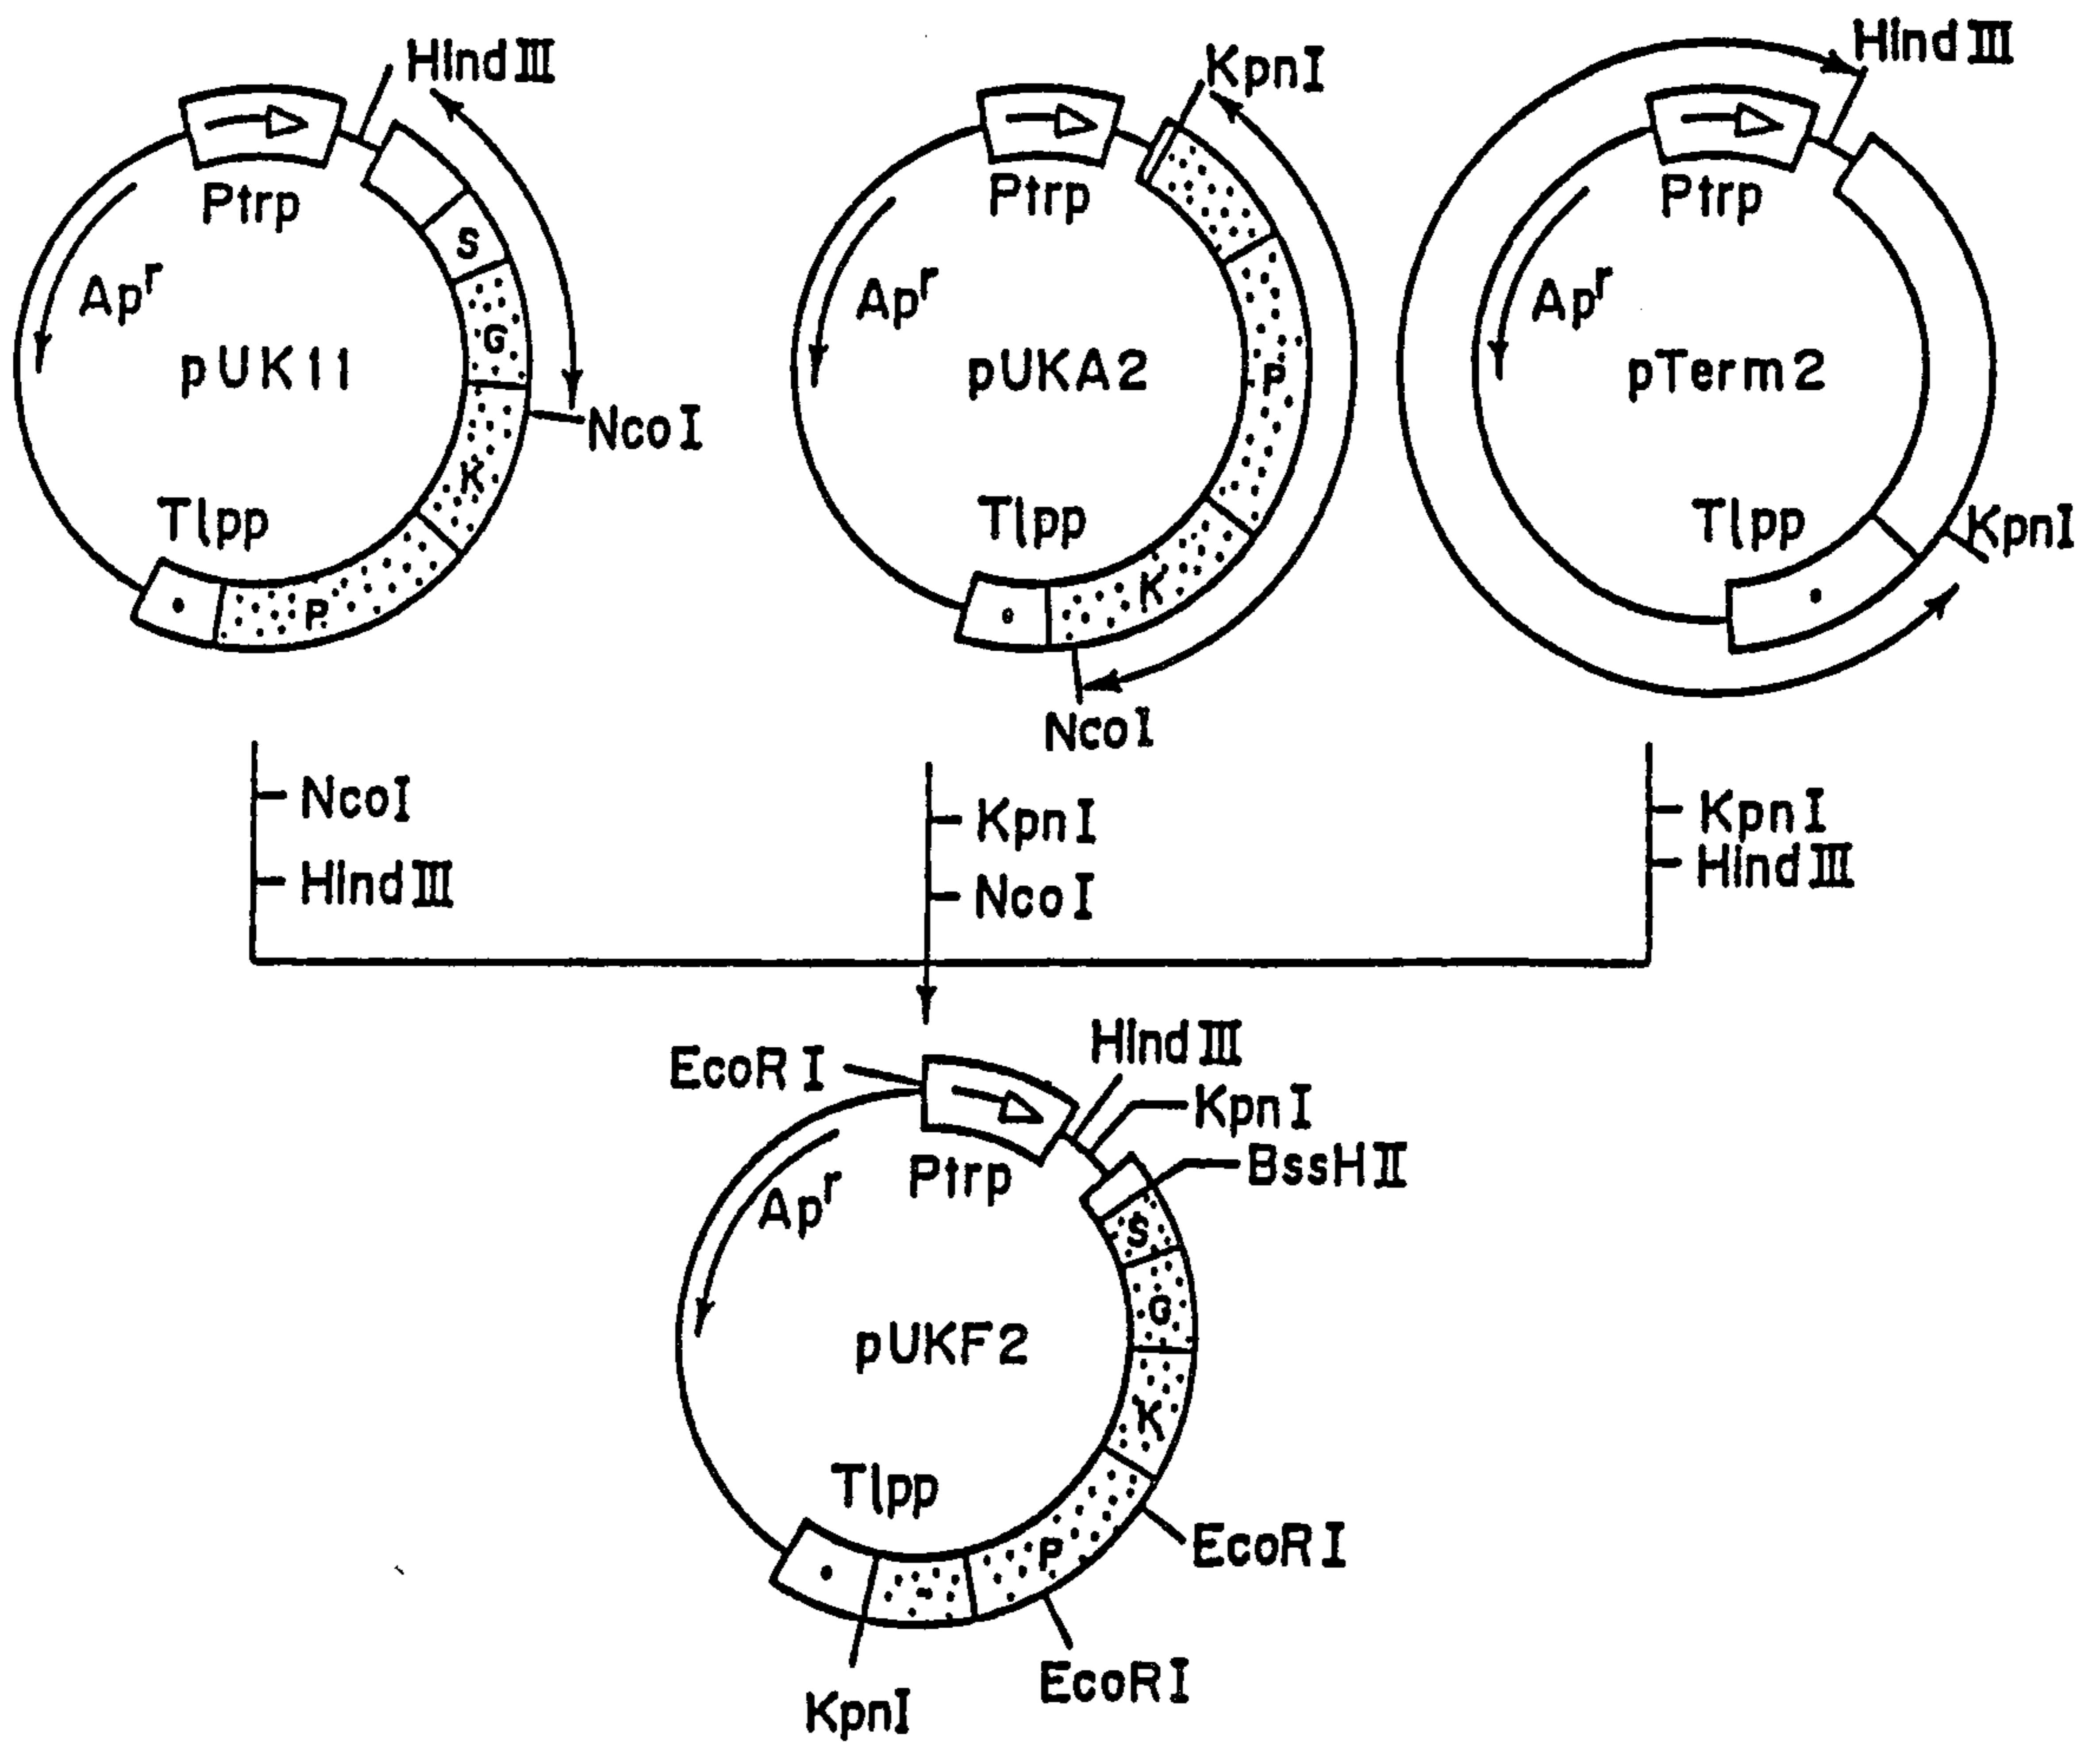 HindIII
Ptrp
S
Apʳ
G
pUK11
NcoI
K
Tlpp
P
KpnI
Ptrp
Apʳ
pUKA2
P
Tlpp
K
NcoI
HindIII
Ptrp
Apʳ
pTerm2
Tlpp
KpnI
NcoI
HindIII
KpnI
NcoI
KpnI
HindIII
EcoRI
HindIII
KpnI
BssHII
Ptrp
Apʳ
S
G
pUKF2
K
Tlpp
EcoRI
P
EcoRI
KpnI